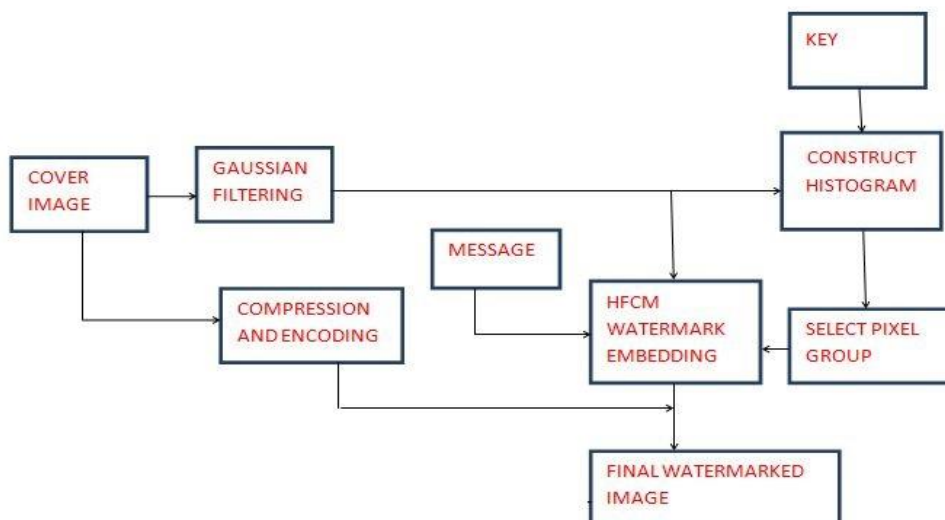 KEY
CONSTRUCT
HISTOGRAM
COVER
IMAGE
GAUSSIAN
FILTERING
MESSAGE
COMPRESSION
AND ENCODING
HFCM
WATERMARK
EMBEDDING
SELECT PIXEL
GROUP
FINAL WATERMARKED
IMAGE